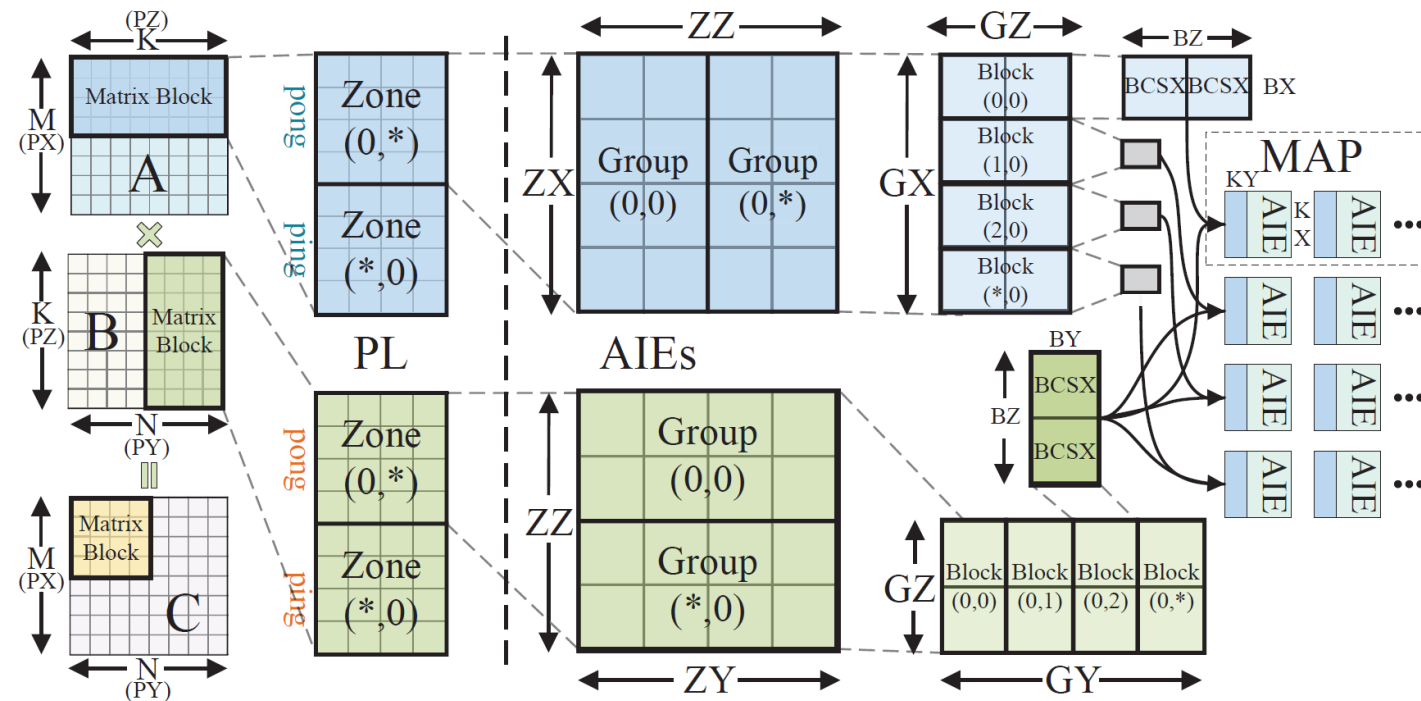 (PZ)
K
Matrix Block
M
(PX)
A
K
(PZ)
B
Matrix
Block
N
(PY)
M
(PX)
Matrix
Block
C
N
(PY)
pong
ping
Zone
(0,*)
Zone
(*,0)
PL
pong
ping
Zone
(0,*)
Zone
(*,0)
ZZ
ZX
Group
(0,0)
Group
(0,*)
AIEs
ZZ
Group
(0,0)
Group
(*,0)
ZY
GZ
GX
Block
(0,0)
Block
(1,0)
Block
(2,0)
Block
(*,0)
BZ
BCSX
BCSX
BX
MAP
KY
AIE
K
X
AIE
•••
AIE
AIE
•••
AIE
AIE
•••
AIE
AIE
•••
BY
BZ
BCSX
BCSX
GZ
Block
(0,0)
Block
(0,1)
Block
(0,2)
Block
(0,*)
GY